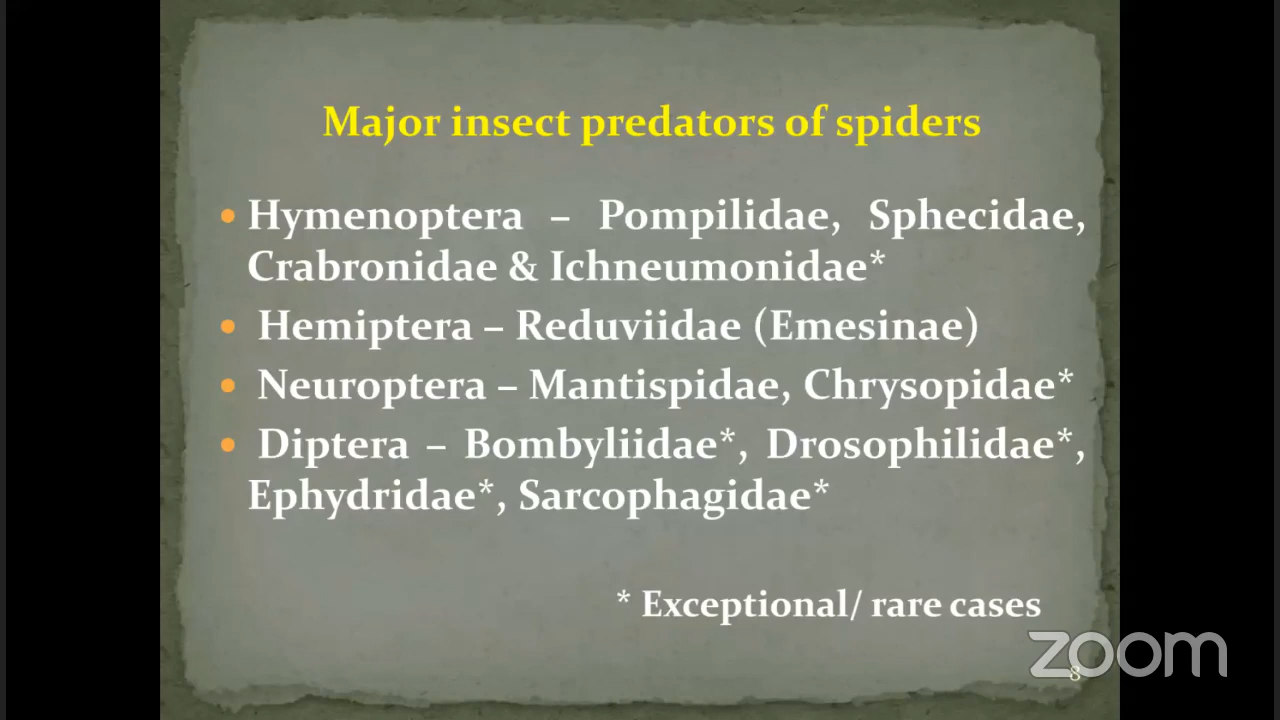 Major insect predators of spiders
• Hymenoptera – Pompilidae, Sphecidae,
Crabronidae & Ichneumonidae*
• Hemiptera – Reduviidae (Emesinae)
• Neuroptera – Mantispidae, Chrysopidae*
• Diptera – Bombyliidae*, Drosophilidae*,
Ephydridae*, Sarcophagidae*
* Exceptional/ rare cases
zoom
8